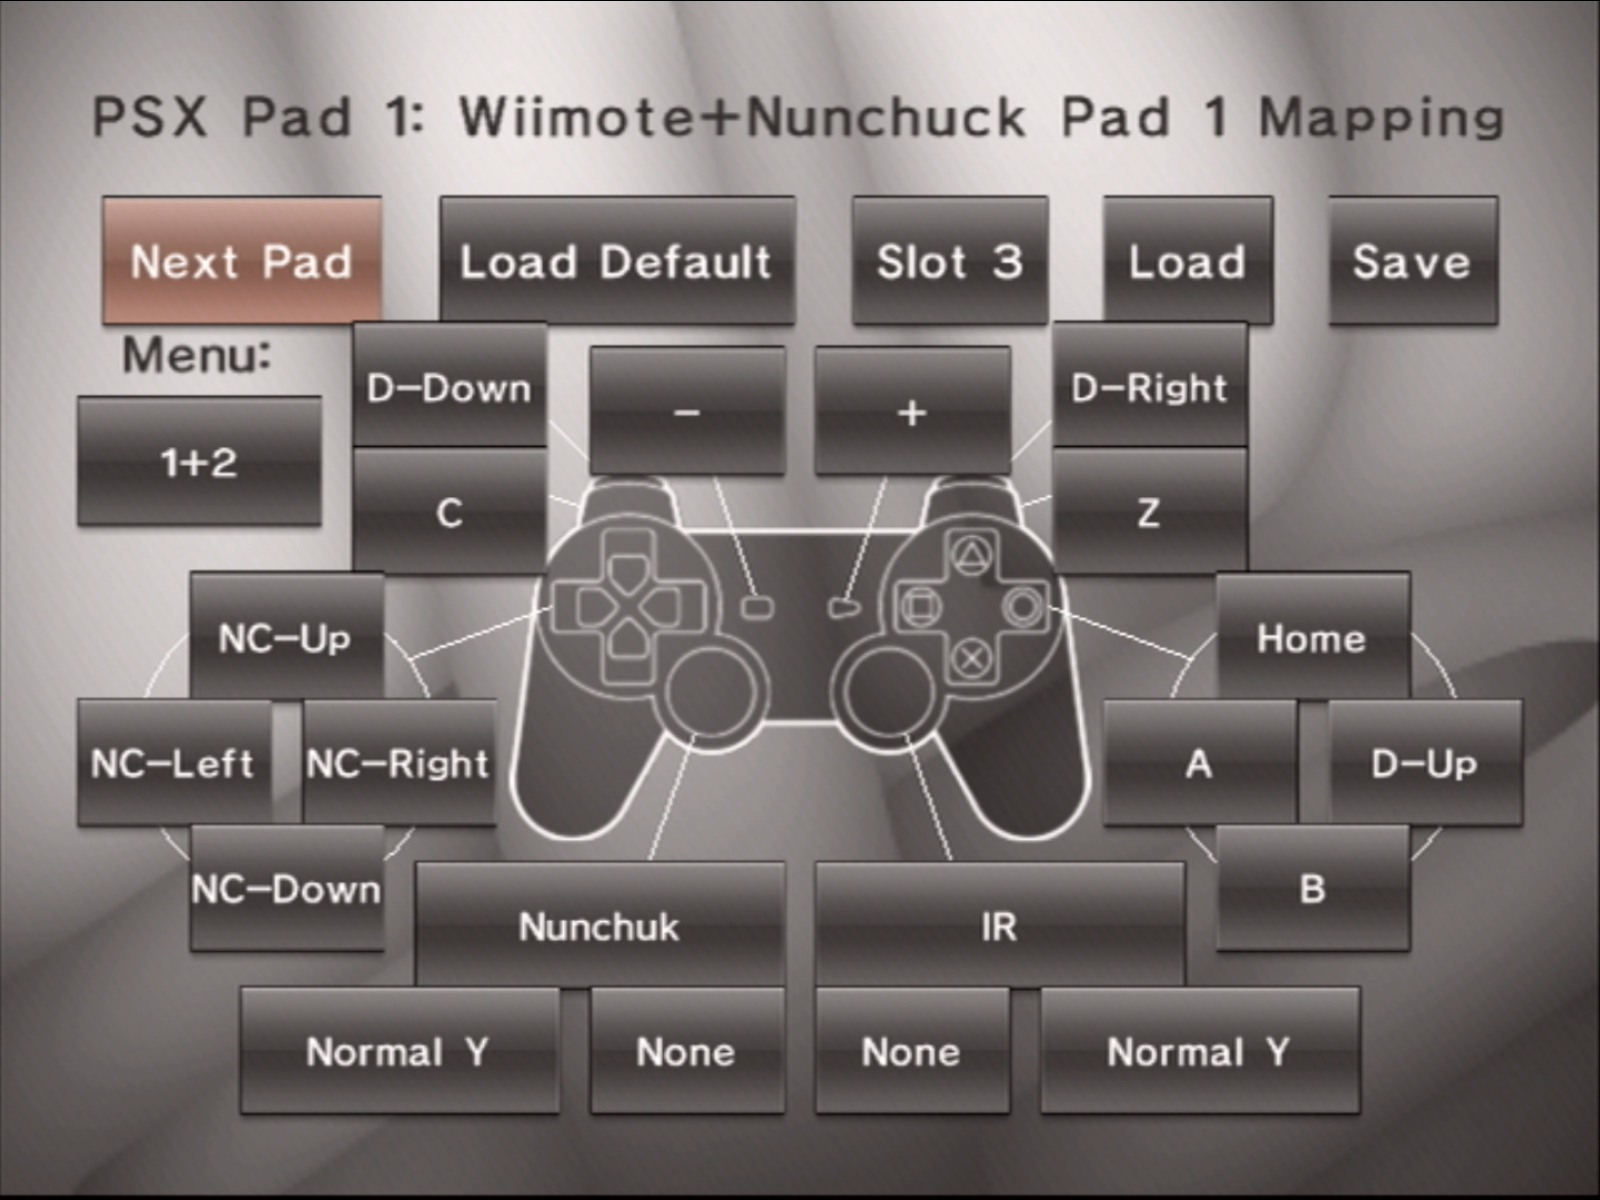 PSX Pad 1: Wiimote+Nunchuck Pad 1 Mapping
Next Pad
Load Default
Slot 3
Load
Save
Menu:
1+2
D-Down
-
+
D-Right
C
Z
NC-Up
Home
NC-Left
NC-Right
A
D-Up
NC-Down
B
Nunchuk
IR
Normal Y
None
None
Normal Y